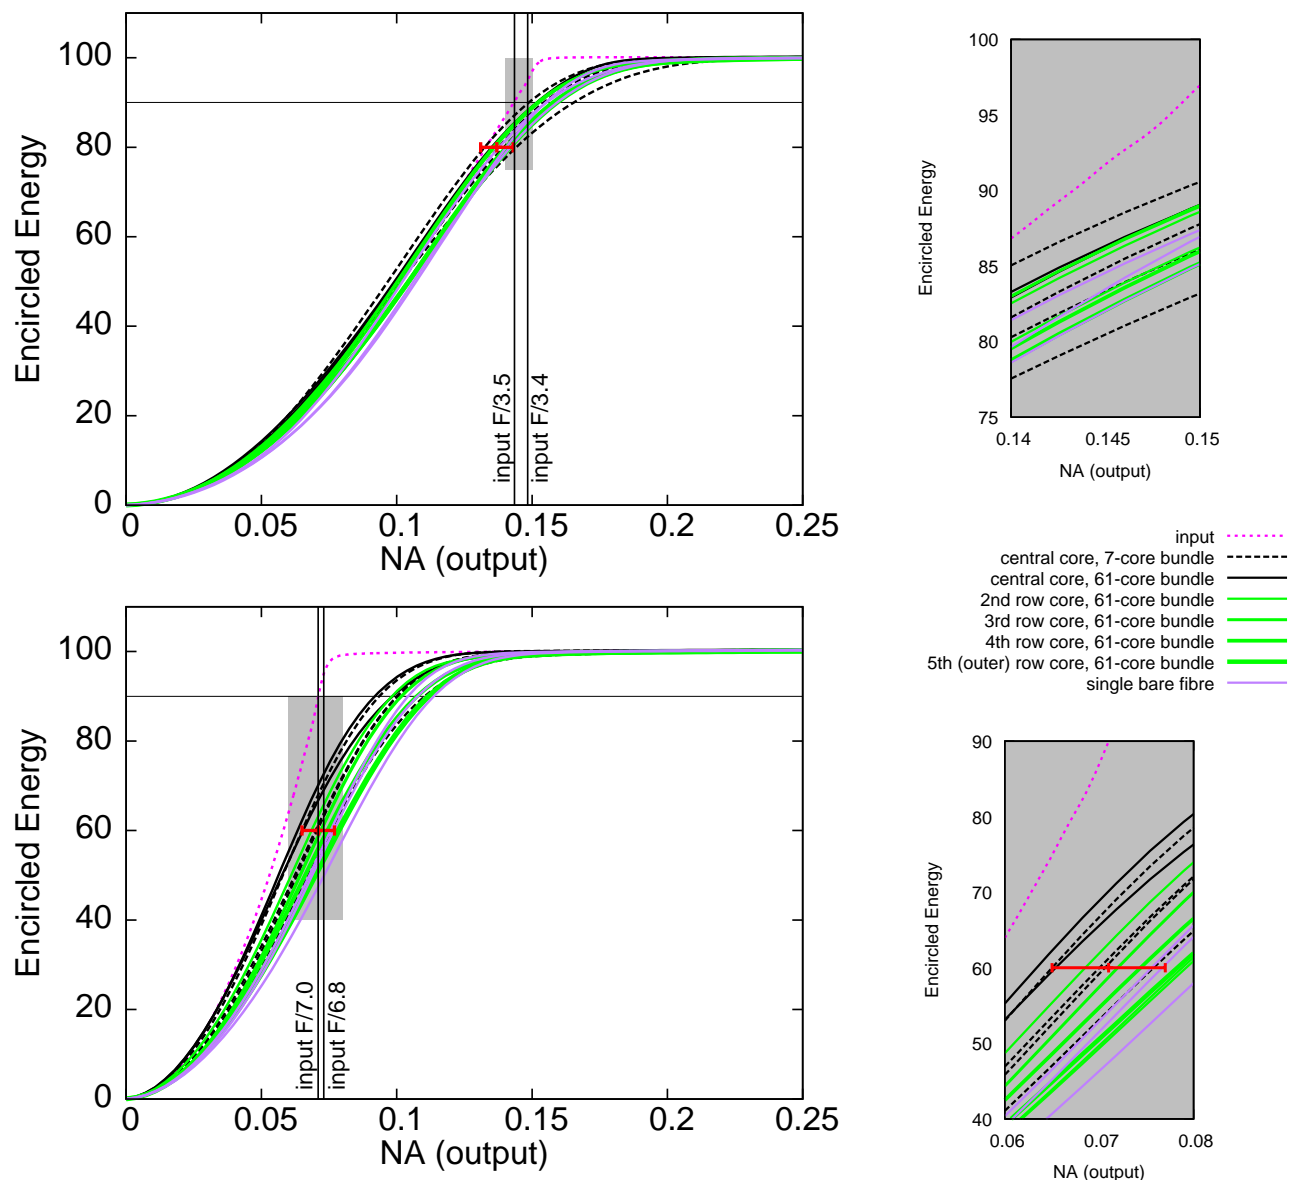 100
80
60
40
20
0
Encircled Energy
input F/3.5
input F/3.4
0 0.05 0.1 0.15 0.2 0.25
NA (output)
100
95
90
85
80
75
Encircled Energy
0.14 0.145 0.15
NA (output)
input
central core, 7-core bundle
central core, 61-core bundle
2nd row core, 61-core bundle
3rd row core, 61-core bundle
4th row core, 61-core bundle
5th (outer) row core, 61-core bundle
single bare fibre
100
80
60
40
20
0
Encircled Energy
input F/7.0
input F/6.8
0 0.05 0.1 0.15 0.2 0.25
NA (output)
90
80
70
60
50
40
Encircled Energy
0.06 0.07 0.08
NA (output)